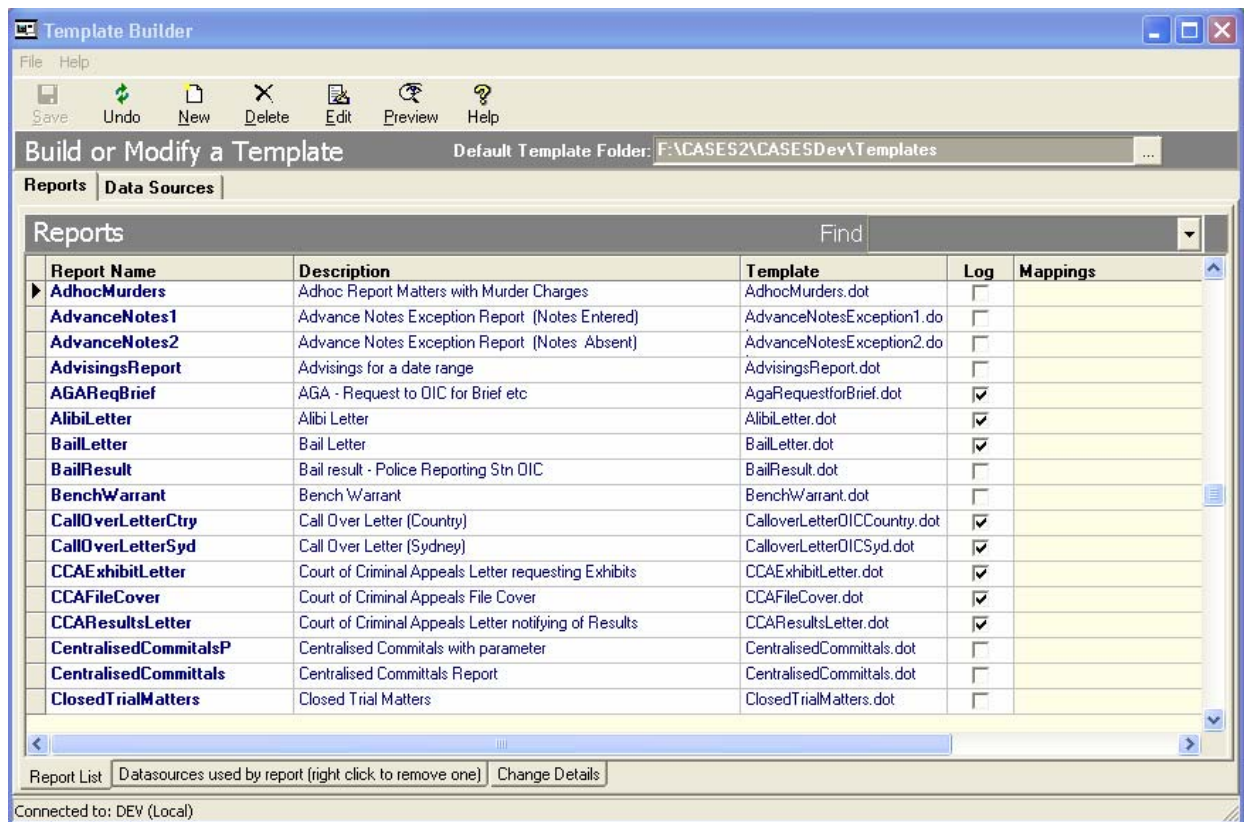 Template Builder
File Help
Save Undo New Delete Edit Preview Help
Build or Modify a Template Default Template Folder: F:\CASES2\CASESDev\Templates ...
Reports Data Sources
Reports Find
Report Name Description Template Log Mappings
AdhocMurders Adhoc Report Matters with Murder Charges AdhocMurders.dot
AdvanceNotes1 Advance Notes Exception Report (Notes Entered) AdvanceNotesException1.do
AdvanceNotes2 Advance Notes Exception Report (Notes Absent) AdvanceNotesException2.do
AdvisingsReport Advisings for a date range AdvisingsReport.dot
AGAReqBrief AGA - Request to OIC for Brief etc AgaRequestforBrief.dot
AlibiLetter Alibi Letter AlibiLetter.dot
BailLetter Bail Letter BailLetter.dot
BailResult Bail result - Police Reporting Stn OIC BailResult.dot
BenchWarrant Bench Warrant BenchWarrant.dot
CallOverLetterCtry Call Over Letter (Country) CalloverLetterOICCountry.dot
CallOverLetterSyd Call Over Letter (Sydney) CalloverLetterOICSyd.dot
CCAExhibitLetter Court of Criminal Appeals Letter requesting Exhibits CCAExhibitLetter.dot
CCAFileCover Court of Criminal Appeals File Cover CCAFileCover.dot
CCAResultsLetter Court of Criminal Appeals Letter notifying of Results CCAResultsLetter.dot
CentralisedCommitalsP Centralised Commitals with parameter CentralisedCommittals.dot
CentralisedCommittals Centralised Committals Report CentralisedCommittals.dot
ClosedTrialMatters Closed Trial Matters ClosedTrialMatters.dot
Report List Datasources used by report (right click to remove one) Change Details
Connected to: DEV (Local)